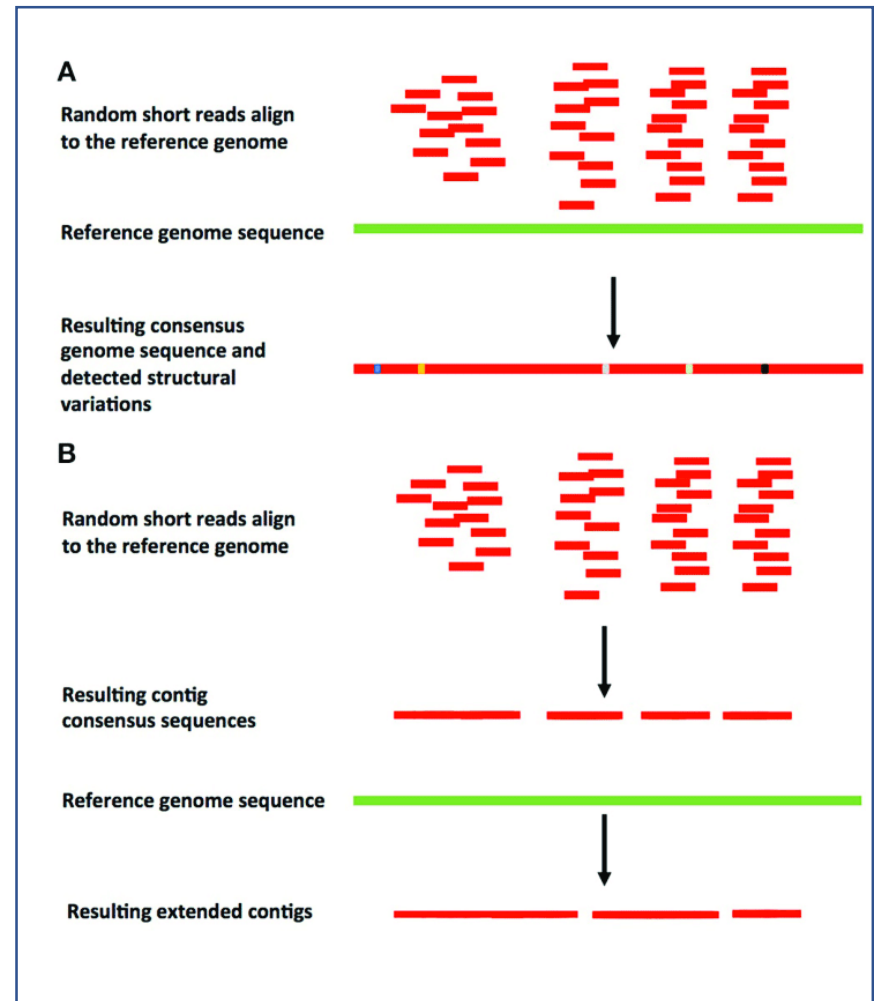 A
Random short reads align
to the reference genome
Reference genome sequence
Resulting consensus
genome sequence and
detected structural
variations
B
Random short reads align
to the reference genome
Resulting contig
consensus sequences
Reference genome sequence
Resulting extended contigs